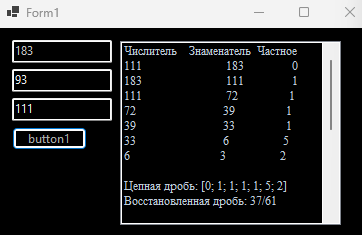 Form1
183
93
111
button1
Числитель Знаменатель Частное
111 183 0
183 111 1
111 72 1
72 39 1
39 33 1
33 6 5
6 3 2
Цепная дробь: [0; 1; 1; 1; 1; 5; 2]
Восстановленная дробь: 37/61